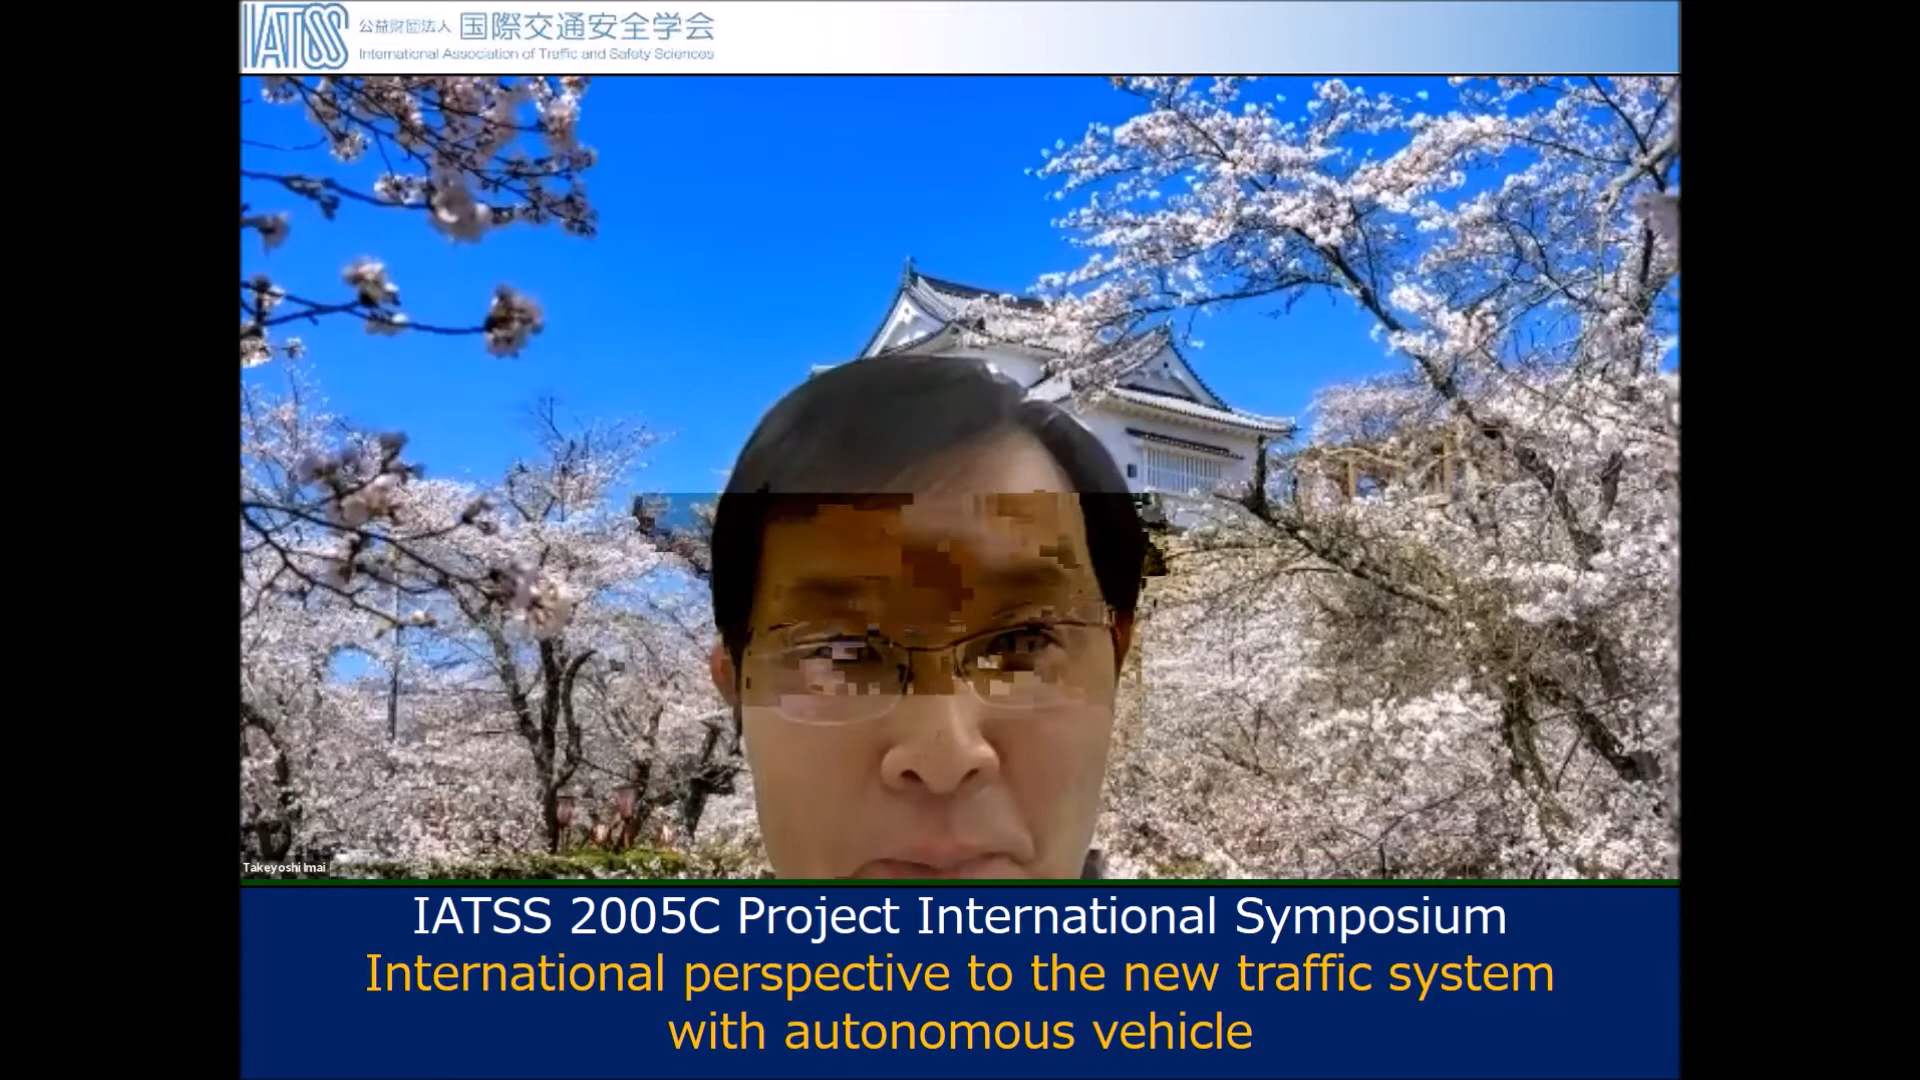 IATSS 公益財団法人 国際交通安全学会
International Association of Traffic and Safety Sciences
Takeyoshi Imai
IATSS 2005C Project International Symposium
International perspective to the new traffic system
with autonomous vehicle